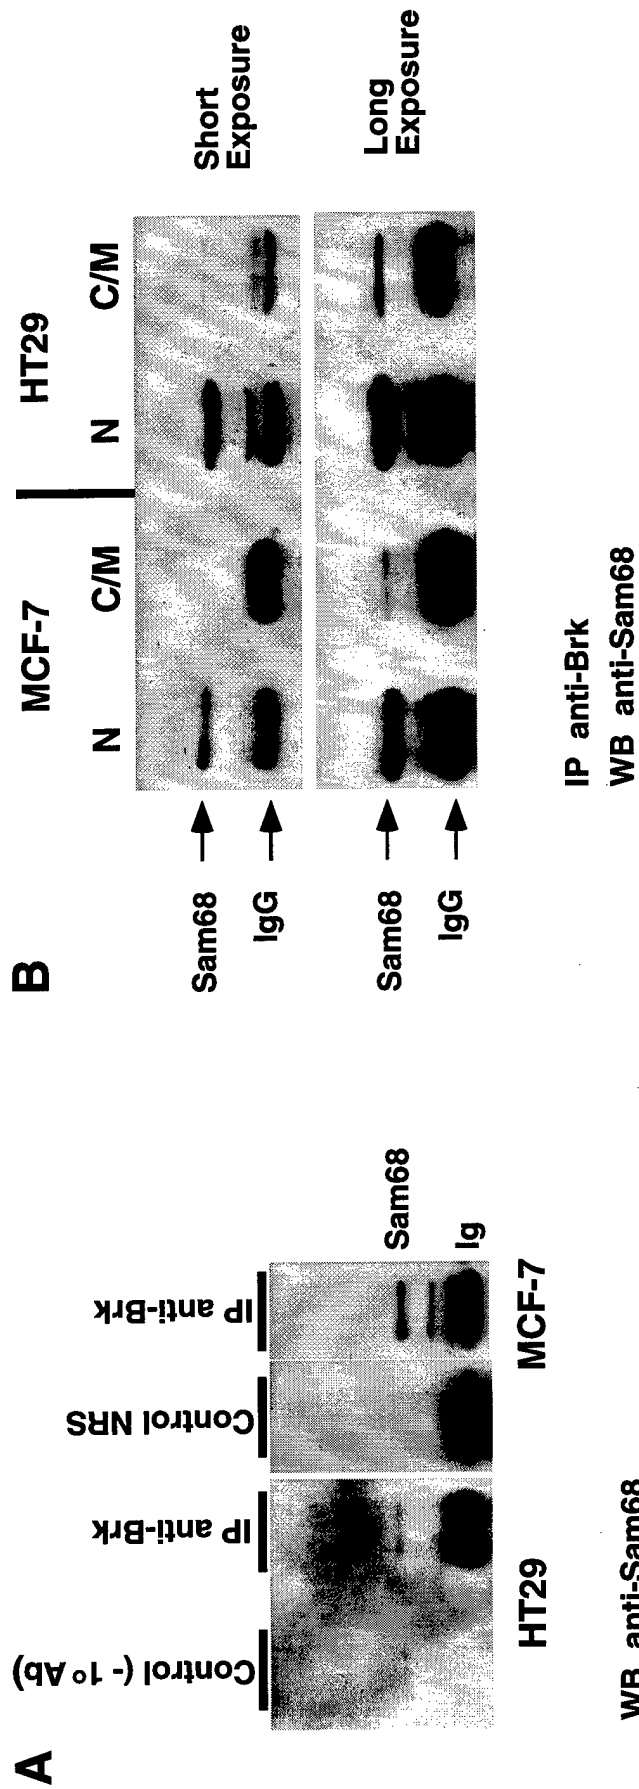 A
Control (- 1° Ab)
IP anti-Brk
Control NRS
IP anti-Brk
Sam68
Ig
HT29
MCF-7
WB anti-Sam68
B
MCF-7
HT29
N
C/M
N
C/M
Sam68
IgG
Short
Exposure
Sam68
IgG
Long
Exposure
IP anti-Brk
WB anti-Sam68